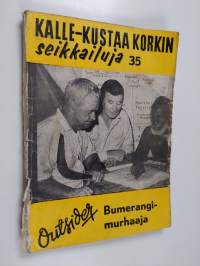 KALLE-KUSTAA KORKIN
seikkailuja 35
Outsider
Bumerangi-
murhaaja